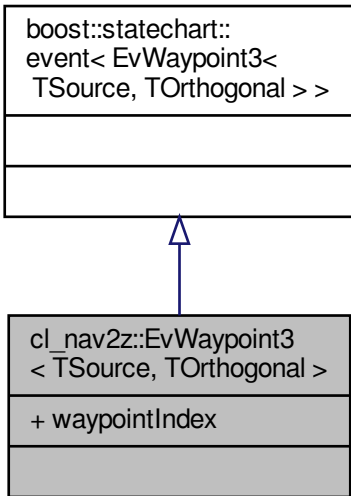 boost::statechart::
event< EvWaypoint3<
TSource, TOrthogonal > >
cl_nav2z::EvWaypoint3
< TSource, TOrthogonal >
+ waypointIndex